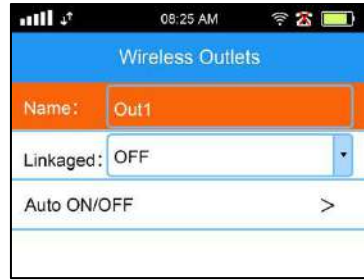 08:25 AM
Wireless Outlets
Name: Out1
Linkaged: OFF
Auto ON/OFF >